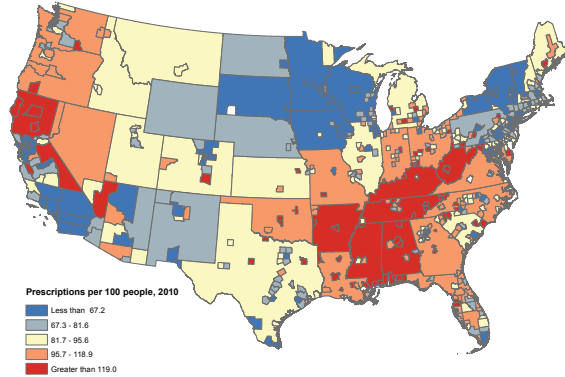 Prescriptions per 100 people, 2010
Less than 67.2
67.3 - 81.6
81.7 - 95.6
95.7 - 118.9
Greater than 119.0